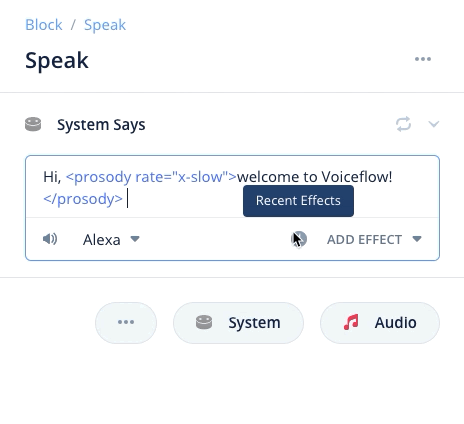 Block / Speak
Speak
System Says
Hi, <prosody rate="x-slow">welcome to Voiceflow!
</prosody>
Recent Effects
Alexa
ADD EFFECT
System
Audio